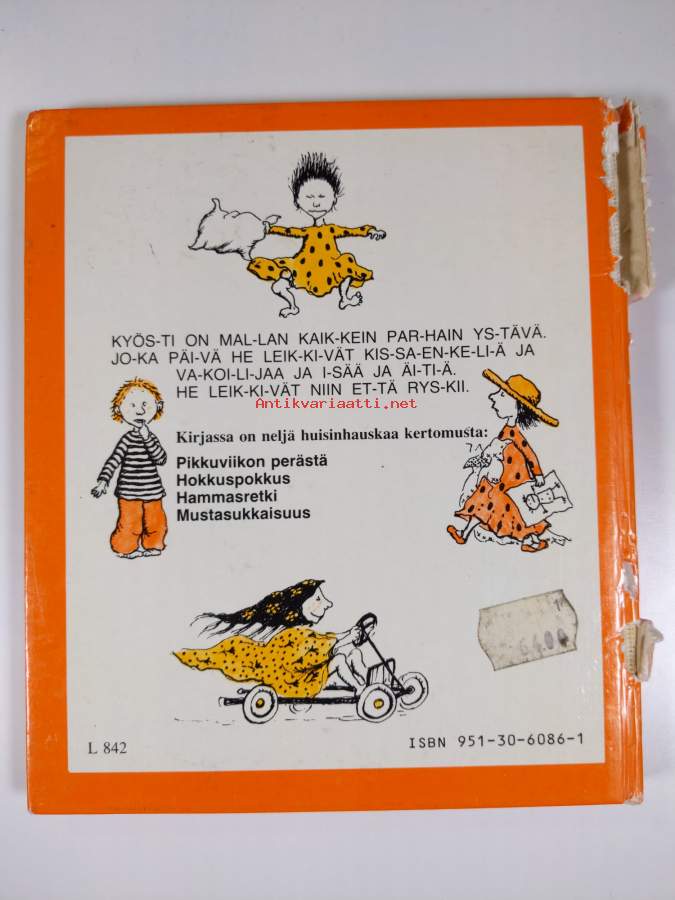 KYÖS-TI ON MAL-LAN KAIK-KEIN PAR-HAIN YS-TÄVÄ.
JO-KA PÄI-VÄ HE LEIK-KI-VÄT KIS-SA-EN-KE-LI-Ä JA
VA-KOI-LI-JAA JA I-SÄÄ JA ÄI-TI-Ä.
HE LEIK-KI-VÄT NIIN ET-TÄ RYS-KII.
Antikvariaatti.net
Kirjassa on neljä huisinhauskaa kertomusta:
Pikkuviikon perästä
Hokkuspokkus
Hammasretki
Mustasukkaisuus
L 842
ISBN 951-30-6086-1